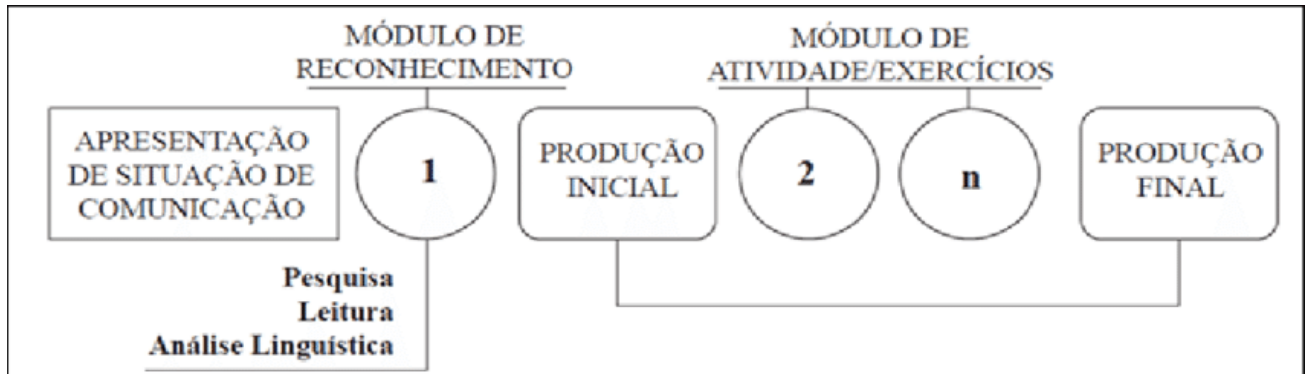 MÓDULO DE
RECONHECIMENTO
MÓDULO DE
ATIVIDADE/EXERCÍCIOS
APRESENTAÇÃO
DE SITUAÇÃO DE
COMUNICAÇÃO
1
PRODUÇÃO
INICIAL
2
n
PRODUÇÃO
FINAL
Pesquisa
Leitura
Análise Linguística